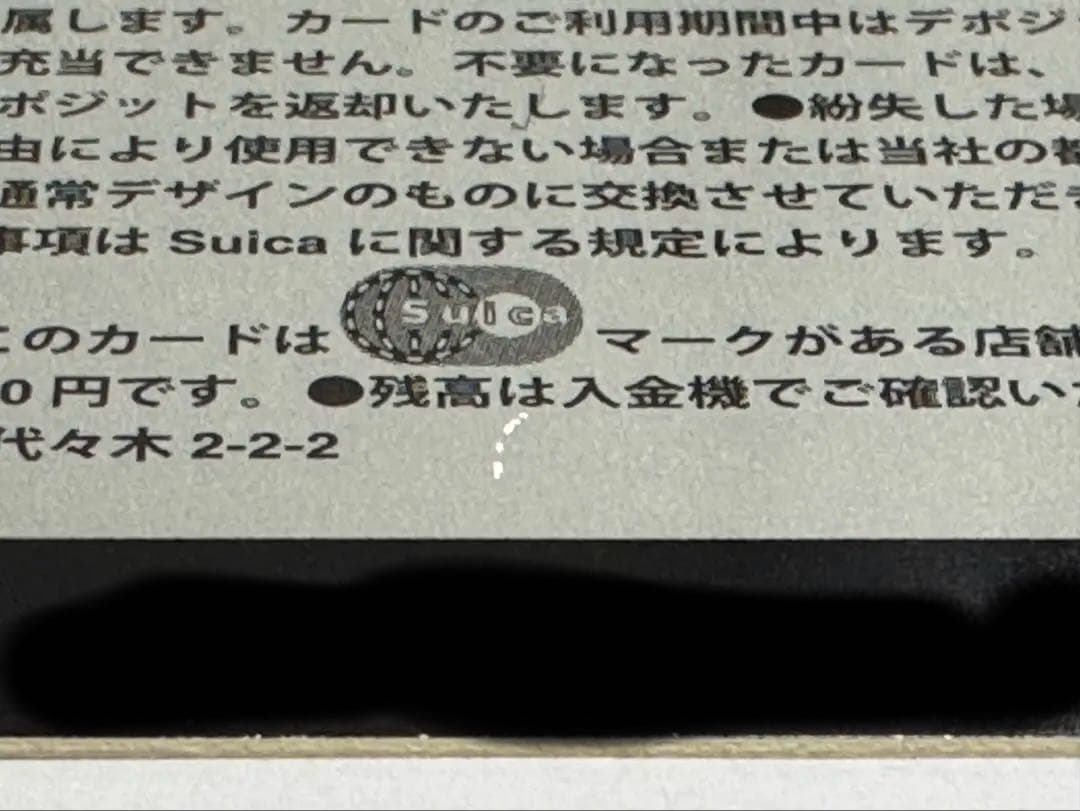 属します。カードのご利用期間中はデポジ
充当できません。不要になったカードは、
ポジットを返却いたします。●紛失した場
由により使用できない場合または当社の都
通常デザインのものに交換させていただき
事項は Suica に関する規定によります。
このカードは Suica マークがある店舗
0 円です。●残高は入金機でご確認いた
代々木 2-2-2